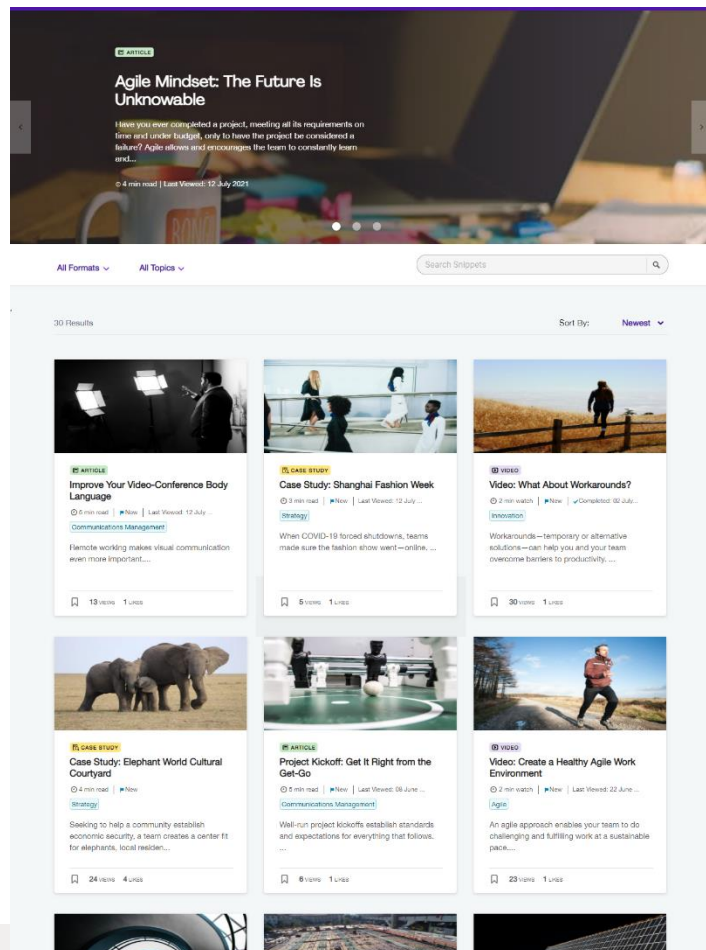 ARTICLE
Agile Mindset: The Future Is
Unknowable
Have you ever completed a project, meeting all its requirements on
time and under budget, only to have the project be considered a
failure? Agile allows and encourages the team to constantly learn
and...
4 min read | Last Viewed: 12 July 2021
All Formats
All Topics
Search Snippets
30 Results
Sort By:
Newest
ARTICLE
Improve Your Video-Conference Body
Language
6 min read | New | Last Viewed: 12 July ...
Communications Management
Remote working makes visual communication
even more important....
13 VIEWS 1 LIKES
CASE STUDY
Case Study: Shanghai Fashion Week
3 min read | New | Last Viewed: 12 July ...
Strategy
When COVID-19 forced shutdowns, teams
made sure the fashion show went—online. ...
5 VIEWS 1 LIKES
VIDEO
Video: What About Workarounds?
2 min watch | New | Completed: 02 July...
Innovation
Workarounds—temporary or alternative
solutions—can help you and your team
overcome barriers to productivity. ...
30 VIEWS 1 LIKES
CASE STUDY
Case Study: Elephant World Cultural
Courtyard
4 min read | New
Strategy
Seeking to help a community establish
economic security, a team creates a center fit
for elephants, local residen...
24 VIEWS 4 LIKES
ARTICLE
Project Kickoff: Get It Right from the
Get-Go
5 min read | New | Last Viewed: 08 June ...
Communications Management
Well-run project kickoffs establish standards
and expectations for everything that follows.
...
6 VIEWS 1 LIKES
VIDEO
Video: Create a Healthy Agile Work
Environment
2 min watch | New | Last Viewed: 22 June ...
Agile
An agile approach enables your team to do
challenging and fulfilling work at a sustainable
pace....
23 VIEWS 1 LIKES